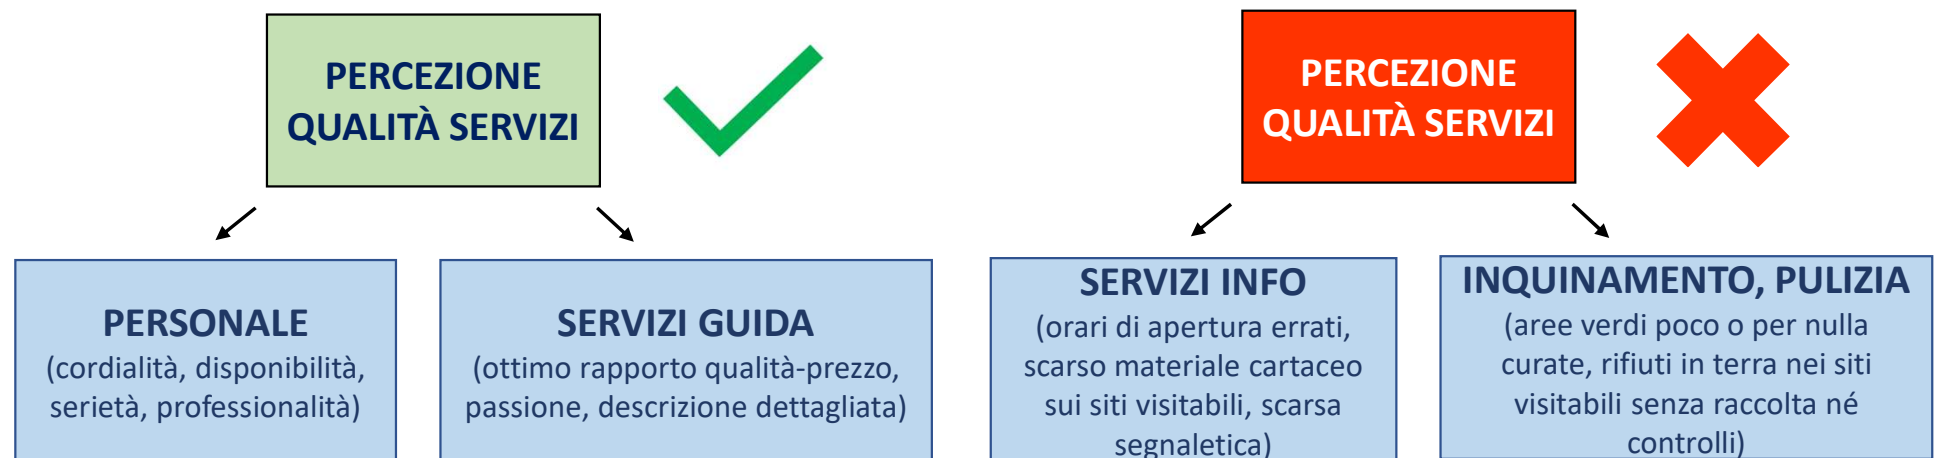 PERCEZIONE
QUALITÀ SERVIZI
PERSONALE
(cordialità, disponibilità,
serietà, professionalità)
SERVIZI GUIDA
(ottimo rapporto qualità-prezzo,
passione, descrizione dettagliata)
PERCEZIONE
QUALITÀ SERVIZI
SERVIZI INFO
(orari di apertura errati,
scarso materiale cartaceo
sui siti visitabili, scarsa
segnaletica)
INQUINAMENTO, PULIZIA
(aree verdi poco o per nulla
curate, rifiuti in terra nei siti
visitabili senza raccolta né
controlli)